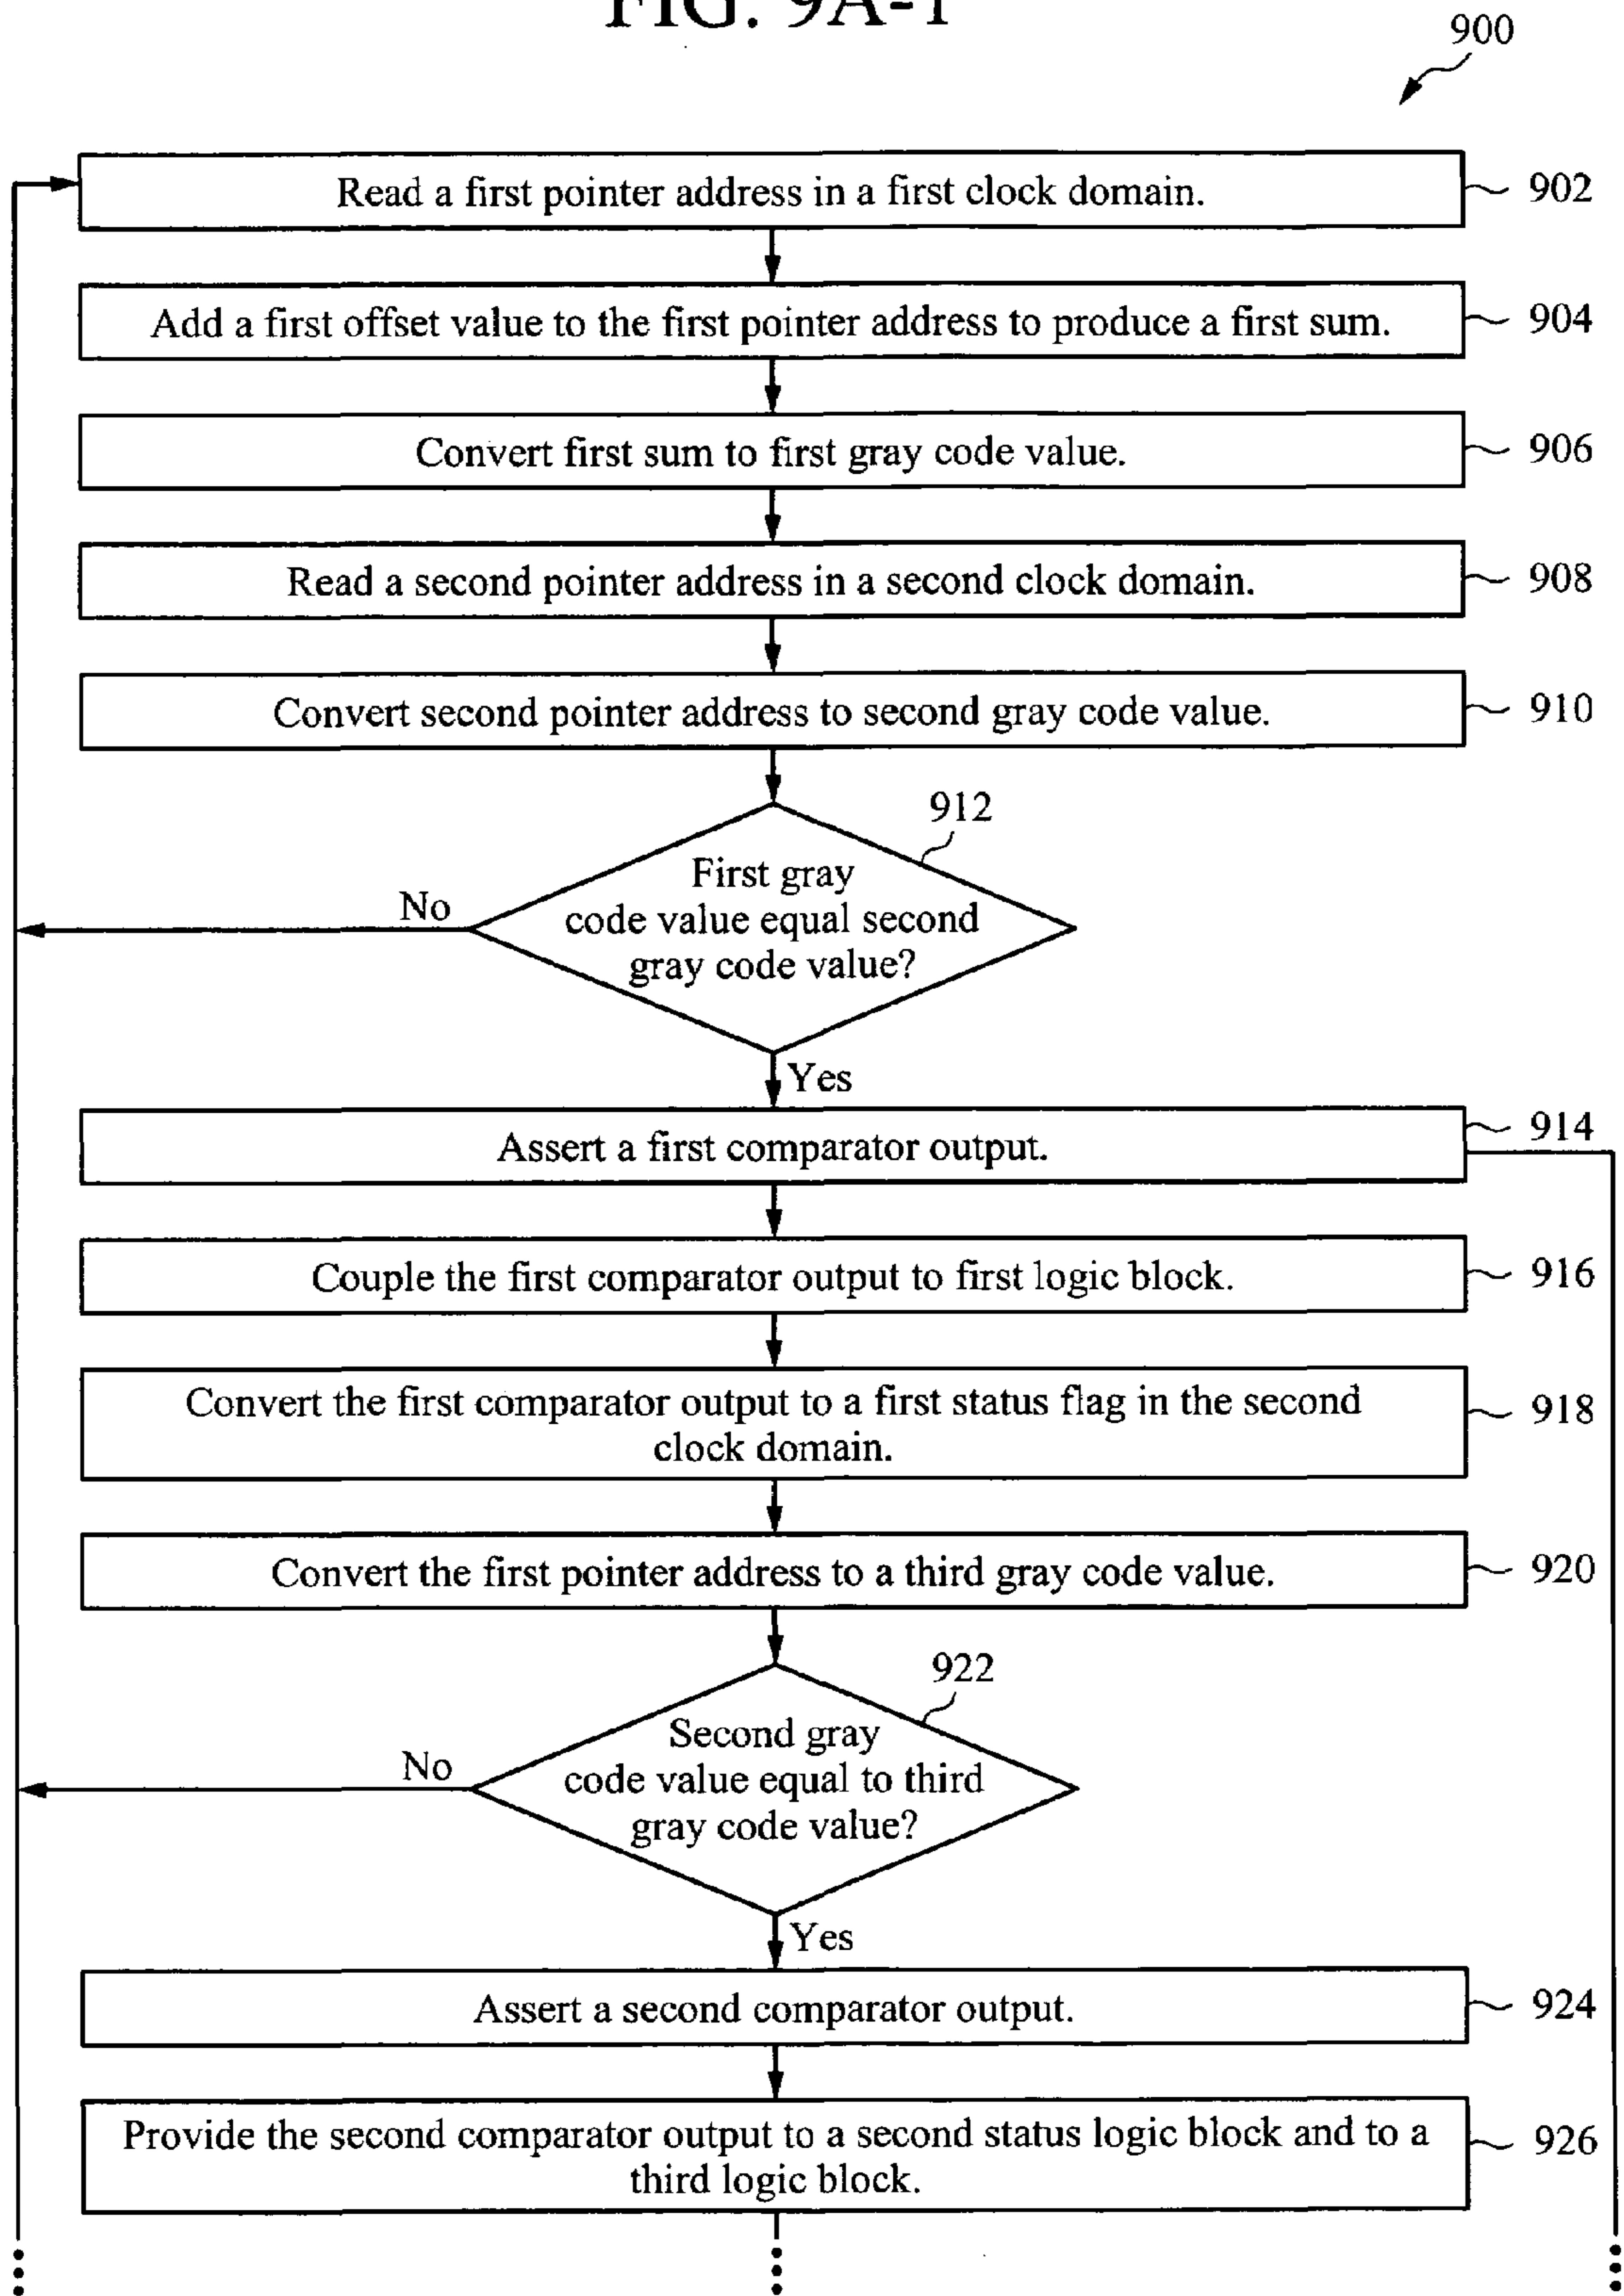 FIG. 9A-1
900
Read a first pointer address in a first clock domain.
902
Add a first offset value to the first pointer address to produce a first sum.
904
Convert first sum to first gray code value.
906
Read a second pointer address in a second clock domain.
908
Convert second pointer address to second gray code value.
910
912
First gray
code value equal second
gray code value?
No
Yes
Assert a first comparator output.
914
Couple the first comparator output to first logic block.
916
Convert the first comparator output to a first status flag in the second
clock domain.
918
Convert the first pointer address to a third gray code value.
920
922
Second gray
code value equal to third
gray code value?
No
Yes
Assert a second comparator output.
924
Provide the second comparator output to a second status logic block and to a
third logic block.
926